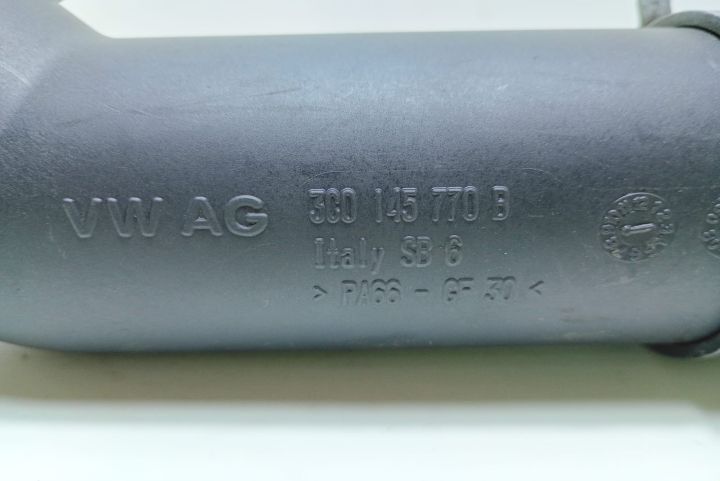 VW AG
3C0 145 770 B
Italy SB 6
> PA66 - GF 30 <